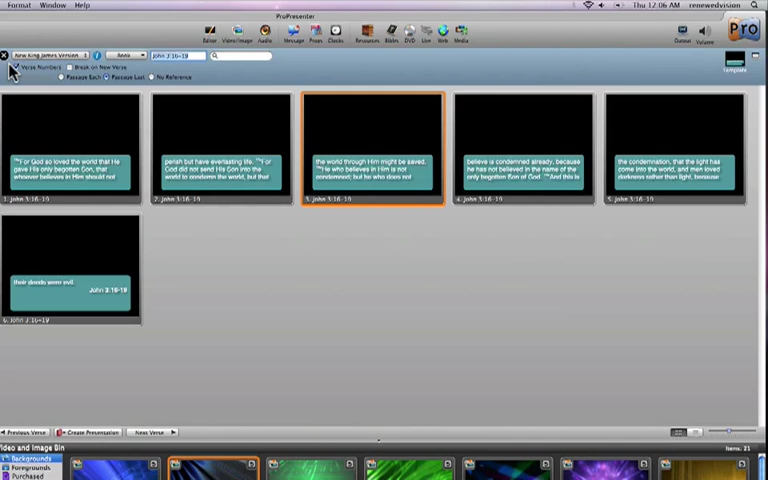 Format Window Help
Thu 12:06 AM renewedvision
ProPresenter
Editor Video/Image Audio Message Props Clocks Resources Bibles DVD Live Web Media Output Volume Pro
New King James Version Book John 3:16-19
Verse Numbers Break on New Verse
Passage Each Passage Last No Reference
Template
For God so loved the world that He
gave His only begotten Son, that
whoever believes in Him should not
1. John 3:16-19
perish but have everlasting life. For
God did not send His Son into the
world to condemn the world, but that
2. John 3:16-19
the world through Him might be saved.
He who believes in Him is not
condemned; but he who does not
3. John 3:16-19
believe is condemned already, because
he has not believed in the name of the
only begotten Son of God. And this is
4. John 3:16-19
the condemnation, that the light has
come into the world, and men loved
darkness rather than light, because
5. John 3:16-19
their deeds were evil.
John 3:16-19
6. John 3:16-19
Previous Verse Create Presentation Next Verse
Video and Image Bin
Items: 21
Backgrounds
Foregrounds
Purchased